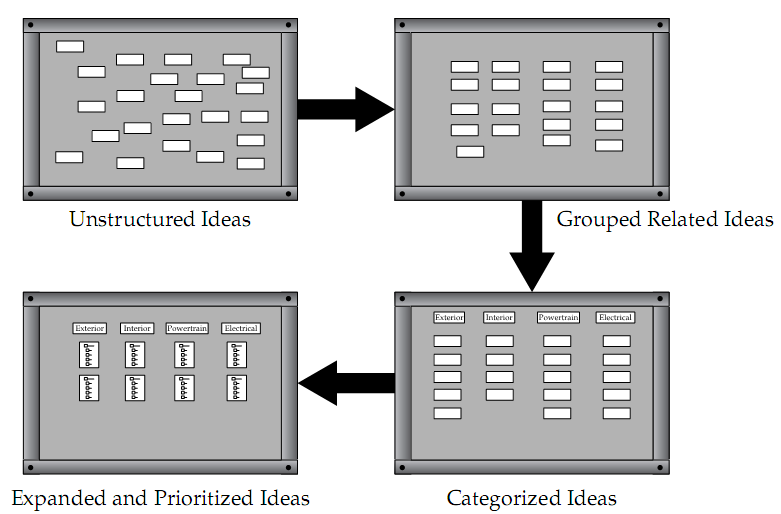 Unstructured Ideas
Grouped Related Ideas
Exterior Interior Powertrain Electrical
Exterior Interior Powertrain Electrical
Expanded and Prioritized Ideas
Categorized Ideas